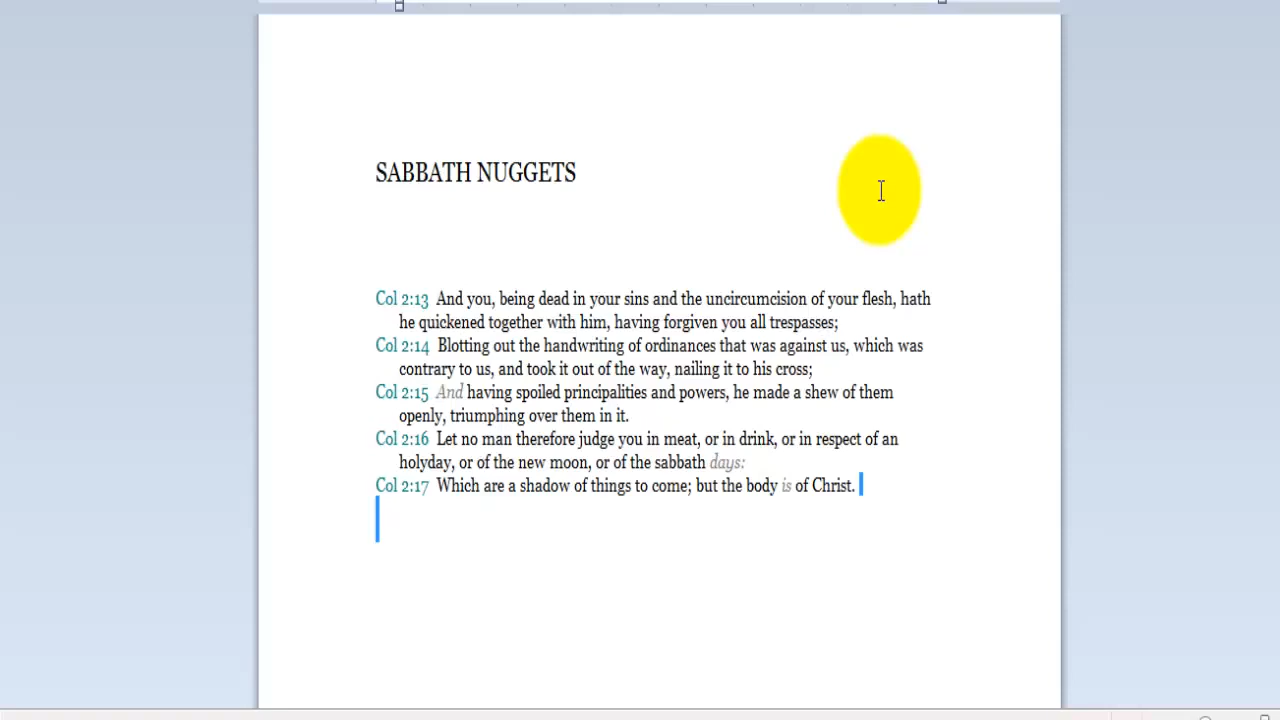 SABBATH NUGGETS
Col 2:13 And you, being dead in your sins and the uncircumcision of your flesh, hath
he quickened together with him, having forgiven you all trespasses;
Col 2:14 Blotting out the handwriting of ordinances that was against us, which was
contrary to us, and took it out of the way, nailing it to his cross;
Col 2:15 And having spoiled principalities and powers, he made a shew of them
openly, triumphing over them in it.
Col 2:16 Let no man therefore judge you in meat, or in drink, or in respect of an
holyday, or of the new moon, or of the sabbath days:
Col 2:17 Which are a shadow of things to come; but the body is of Christ.